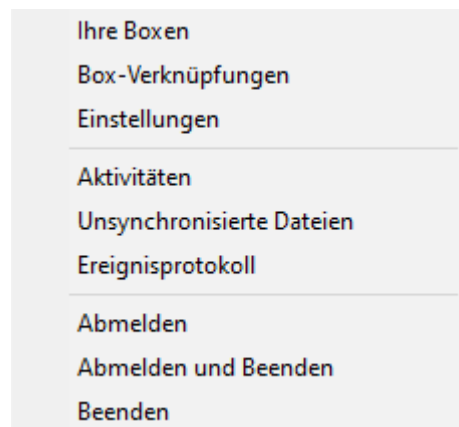 Ihre Boxen
Box-Verknüpfungen
Einstellungen
Aktivitäten
Unsynchronisierte Dateien
Ereignisprotokoll
Abmelden
Abmelden und Beenden
Beenden